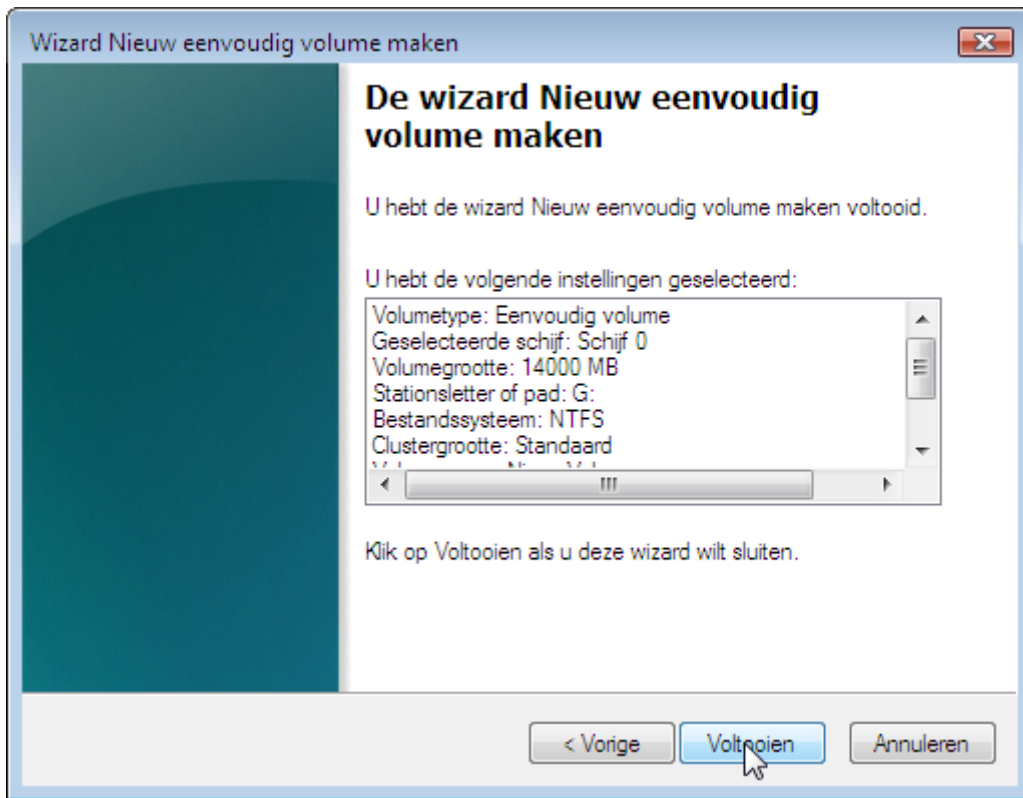 Wizard Nieuw eenvoudig volume maken
De wizard Nieuw eenvoudig
volume maken
U hebt de wizard Nieuw eenvoudig volume maken voltooid.
U hebt de volgende instellingen geselecteerd:
Volumetype: Eenvoudig volume
Geselecteerde schijf: Schijf 0
Volumegrootte: 14000 MB
Stationsletter of pad: G:
Bestandssysteem: NTFS
Clustergrootte: Standaard
Klik op Voltooien als u deze wizard wilt sluiten.
< Vorige
Voltooien
Annuleren